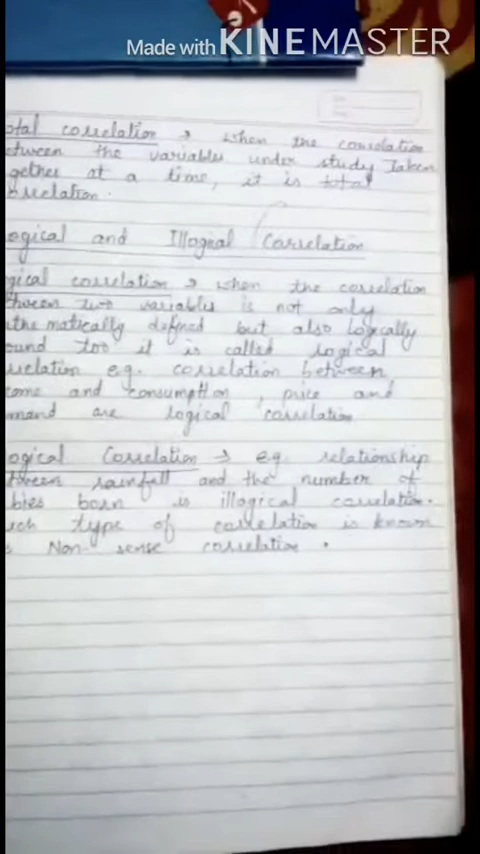 Made with KINEMASTER
otal correlation → when the correlation
etween the variables under study Taken
gether at a time, it is total
orrelation.
ogical and Illogial Correlation
gical correlation → when the correlation
tween two variables is not only
thematically defined but also Logically
ound too it is called logical
rrelation e.g. correlation between
come and consumption, price and
mand are logical correlation
ogical Correlation → e.g. relationship
tween rainfall and the number of
bies born is illogical correlation.
uch type of correlation is known
s Non-sense correlation.